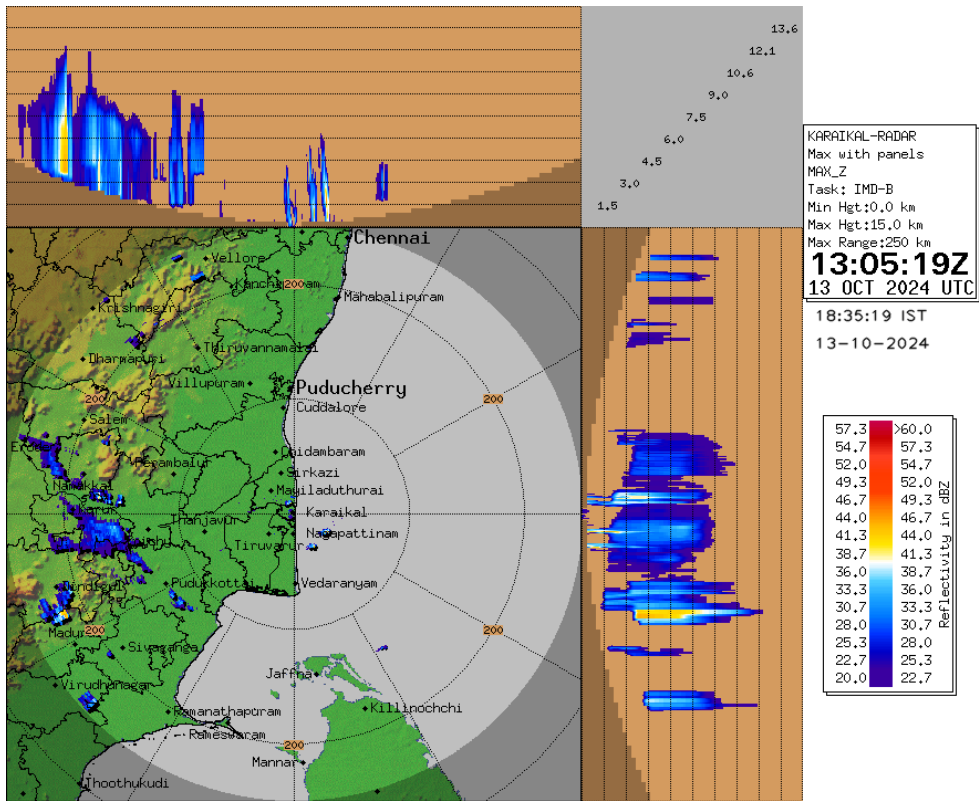 13.6
12.1
10.6
9.0
7.5
6.0
4.5
3.0
1.5
KARAIKAL-RADAR
Max with panels
MAX_Z
Task: IMD-B
Min Hgt:0.0 km
Max Hgt:15.0 km
Max Range:250 km
13:05:19Z
13 OCT 2024 UTC
18:35:19 IST
13-10-2024
Chennai
Vellore
200
Mahabalipuram
Krishnagiri
Thiruvannamalai
Dharmapuri
Villupuram
Puducherry
200
200
Cuddalore
Salem
Chidambaram
Perambalur
Sirkazi
Namakkal
Mayiladuthurai
Karaikal
Thanjavur
Nagapattinam
Tiruvarur
Pudukkottai
Vedaranyam
200
200
Sivaganga
Jaffna
Virudhunagar
Killinochchi
Ramanathapuram
Rameswaram
200
Mannar
Thoothukudi
57.3 >60.0
54.7 57.3
52.0 54.7
49.3 52.0
46.7 49.3
44.0 46.7
41.3 44.0
38.7 41.3
36.0 38.7
33.3 36.0
30.7 33.3
28.0 30.7
25.3 28.0
22.7 25.3
20.0 22.7
Reflectivity in dBZ